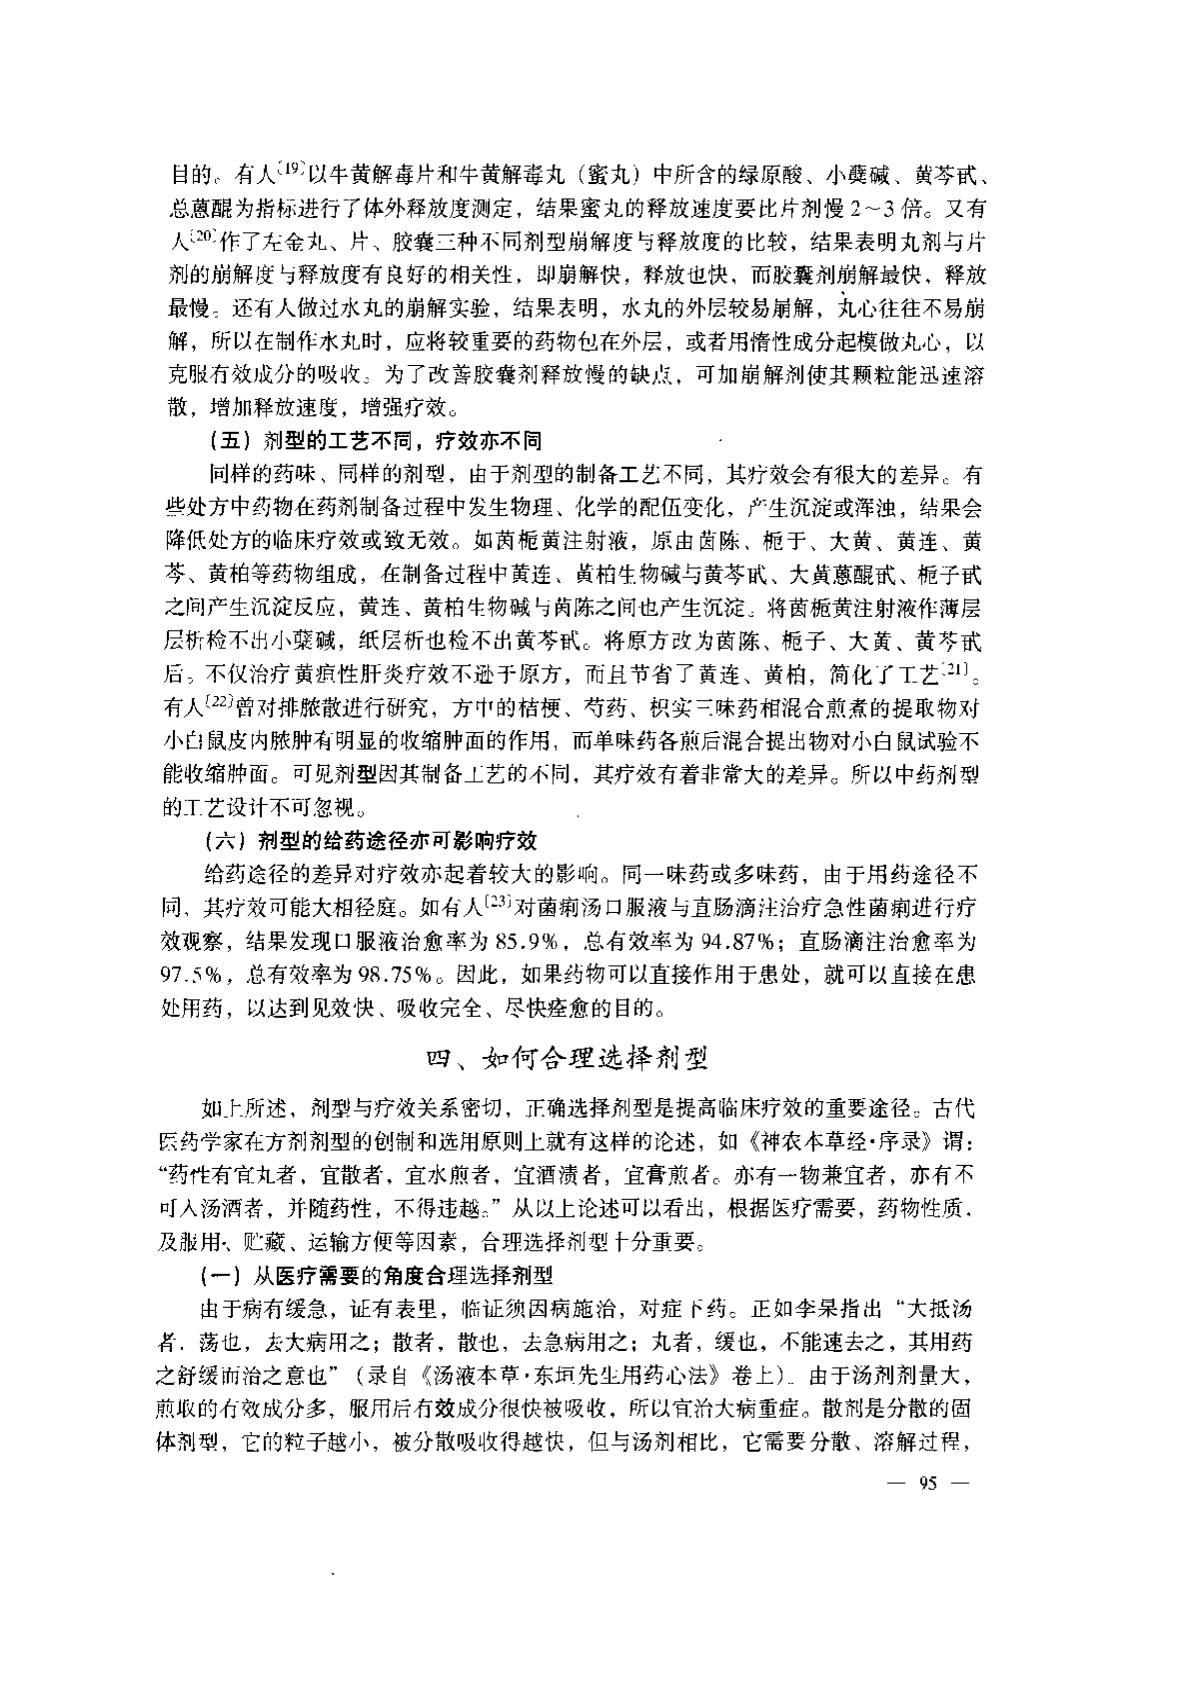 目的。有人〔19〕以牛黄解毒片和牛黄解毒丸（蜜丸）中所含的绿原酸、小蘖碱、黄芩甙、
总蒽醌为指标进行了体外释放度测定，结果蜜丸的释放速度要比片剂慢 2～3 倍。又有
人〔20〕作了左金丸、片、胶囊三种不同剂型崩解度与释放度的比较，结果表明丸剂与片
剂的崩解度与释放度有良好的相关性，即崩解快，释放也快，而胶囊剂崩解最快，释放
最慢。还有人做过水丸的崩解实验，结果表明，水丸的外层较易崩解，丸心往往不易崩
解，所以在制作水丸时，应将较重要的药物包在外层，或者用惰性成分起模做丸心，以
克服有效成分的吸收。为了改善胶囊剂释放慢的缺点，可加崩解剂使其颗粒能迅速溶
散，增加释放速度，增强疗效。
（五）剂型的工艺不同，疗效亦不同
同样的药味、同样的剂型，由于剂型的制备工艺不同，其疗效会有很大的差异。有
些处方中药物在药剂制备过程中发生物理、化学的配伍变化，产生沉淀或浑浊，结果会
降低处方的临床疗效或致无效。如茵栀黄注射液，原由茵陈、栀子、大黄、黄连、黄
芩、黄柏等药物组成，在制备过程中黄连、黄柏生物碱与黄芩甙、大黄蒽醌甙、栀子甙
之间产生沉淀反应，黄连、黄柏生物碱与茵陈之间也产生沉淀。将茵栀黄注射液作薄层
层析检不出小蘖碱，纸层析也检不出黄芩甙。将原方改为茵陈、栀子、大黄、黄芩甙
后。不仅治疗黄疸性肝炎疗效不逊于原方，而且节省了黄连、黄柏，简化了工艺〔21〕。
有人〔22〕曾对排脓散进行研究，方中的桔梗、芍药、枳实三味药相混合煎煮的提取物对
小白鼠皮内脓肿有明显的收缩肿面的作用，而单味药各煎后混合提出物对小白鼠试验不
能收缩肿面。可见剂型因其制备工艺的不同，其疗效有着非常大的差异。所以中药剂型
的工艺设计不可忽视。
（六）剂型的给药途径亦可影响疗效
给药途径的差异对疗效亦起着较大的影响。同一味药或多味药，由于用药途径不
同，其疗效可能大相径庭。如有人〔23〕对菌痢汤口服液与直肠滴注治疗急性菌痢进行疗
效观察，结果发现口服液治愈率为 85.9%，总有效率为 94.87%；直肠滴注治愈率为
97.5%，总有效率为 98.75%。因此，如果药物可以直接作用于患处，就可以直接在患
处用药，以达到见效快、吸收完全、尽快痊愈的目的。
四、如何合理选择剂型
如上所述，剂型与疗效关系密切，正确选择剂型是提高临床疗效的重要途径。古代
医药学家在方剂剂型的创制和选用原则上就有这样的论述，如《神农本草经·序录》谓：
“药性有宜丸者，宜散者，宜水煎者，宜酒渍者，宜膏煎者。亦有一物兼宜者，亦有不
可入汤酒者，并随药性，不得违越。”从以上论述可以看出，根据医疗需要，药物性质，
及服用、贮藏、运输方便等因素，合理选择剂型十分重要。
（一）从医疗需要的角度合理选择剂型
由于病有缓急，证有表里，临证须因病施治，对症下药。正如李杲指出“大抵汤
者，荡也，去大病用之；散者，散也，去急病用之；丸者，缓也，不能速去之，其用药
之舒缓而治之意也”（录自《汤液本草·东垣先生用药心法》卷上）。由于汤剂剂量大，
煎取的有效成分多，服用后有效成分很快被吸收，所以宜治大病重症。散剂是分散的固
体剂型，它的粒子越小，被分散吸收得越快，但与汤剂相比，它需要分散、溶解过程，
— 95 —